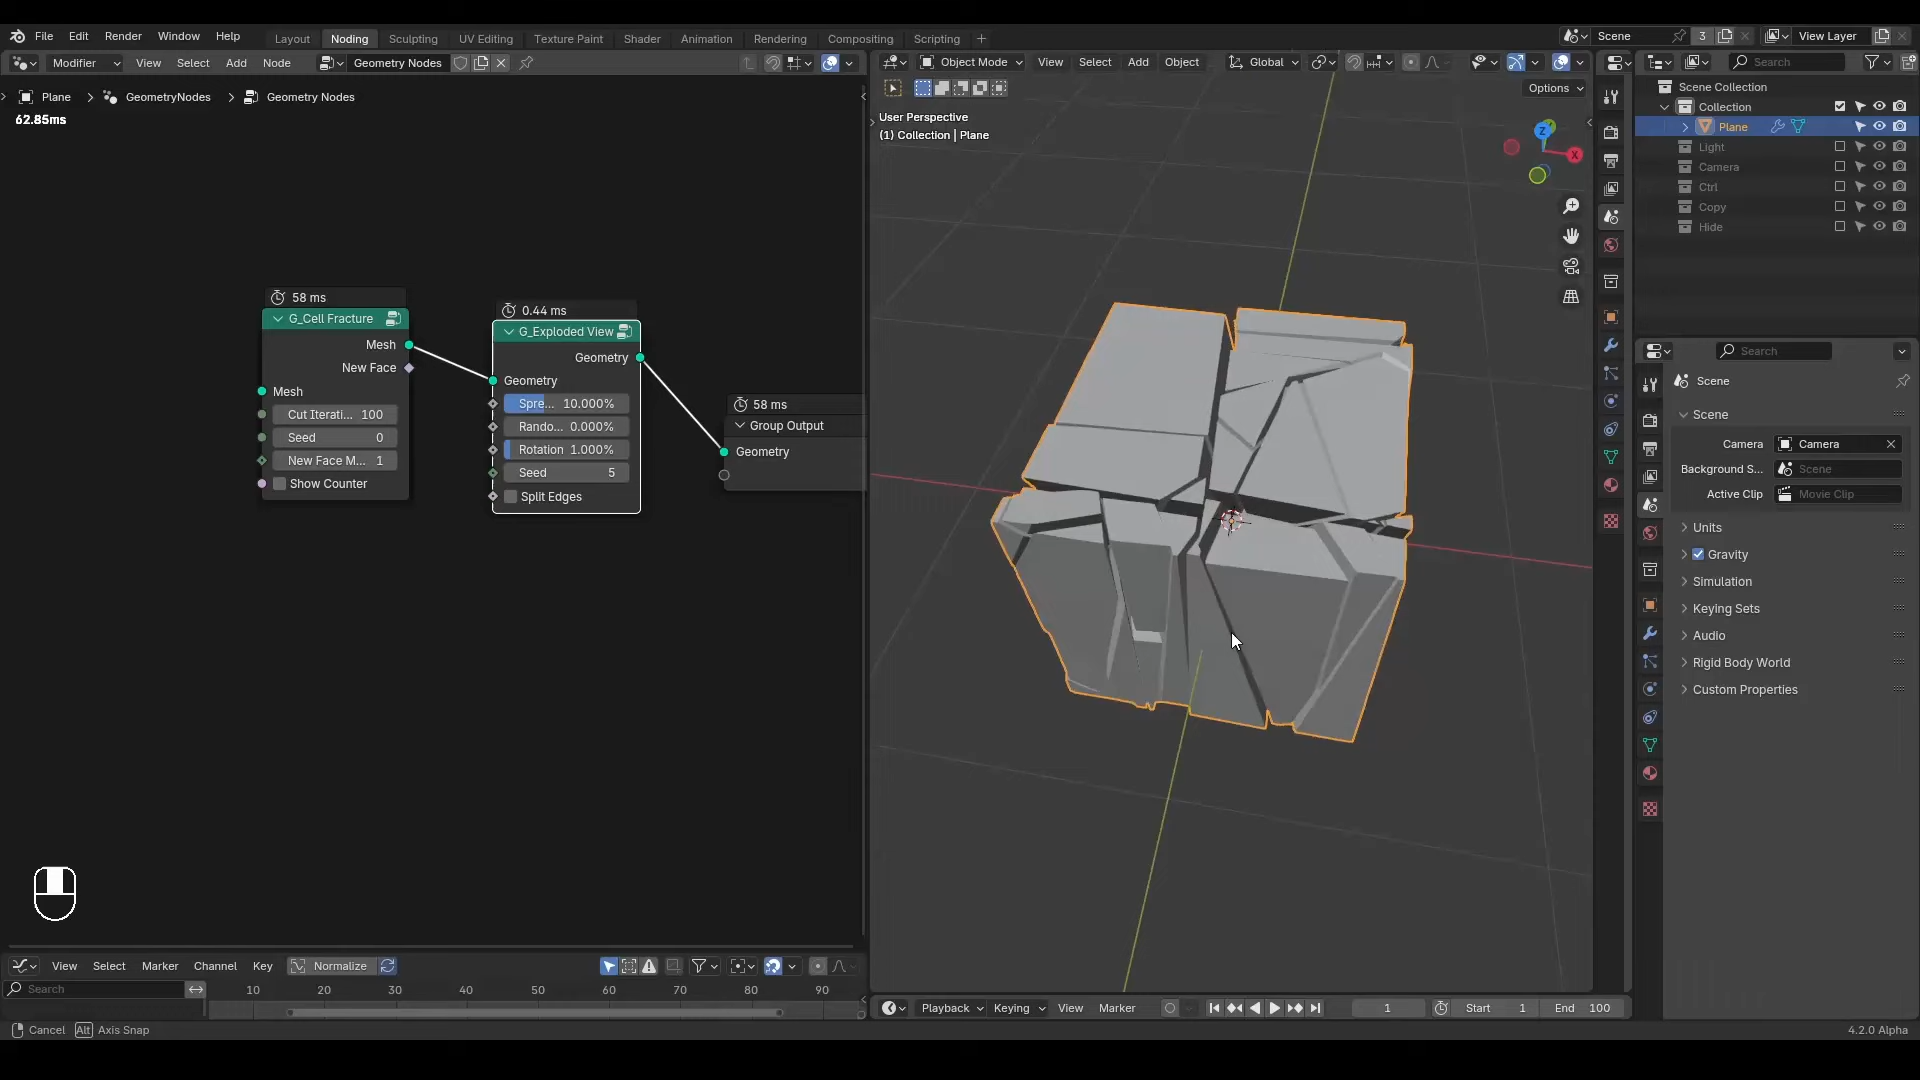 File Edit Render Window Help
Layout Noding Sculpting UV Editing Texture Paint Shader Animation Rendering Compositing Scripting +
Scene 3 View Layer
Modifier View Select Add Node Geometry Nodes
Object Mode View Select Add Object Global
Search
Plane > GeometryNodes > Geometry Nodes
62.85ms
Options
User Perspective
(1) Collection | Plane
Z
X
Scene Collection
Collection
Plane
Light
Camera
Ctrl
Copy
Hide
58 ms
G_Cell Fracture
Mesh
New Face
Mesh
Cut Iterati... 100
Seed 0
New Face M... 1
Show Counter
0.44 ms
G_Exploded View
Geometry
Geometry
Spre... 10.000%
Rando... 0.000%
Rotation 1.000%
Seed 5
Split Edges
58 ms
Group Output
Geometry
Search
Scene
Scene
Camera Camera
Background S... Scene
Active Clip Movie Clip
Units
Gravity
Simulation
Keying Sets
Audio
Rigid Body World
Custom Properties
View Select Marker Channel Key Normalize
Search
10 20 30 40 50 60 70 80 90
Playback Keying View Marker 1 Start 1 End 100
Cancel Alt Axis Snap
4.2.0 Alpha